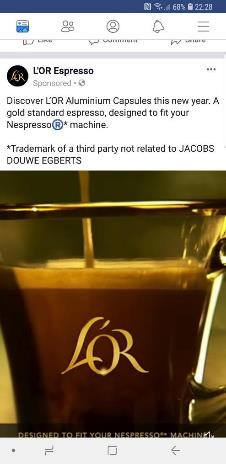 68% 22:28
Like Comment Share
L'OR Espresso
Sponsored
Discover L'OR Aluminium Capsules this new year. A
gold standard espresso, designed to fit your
Nespresso®* machine.
*Trademark of a third party not related to JACOBS
DOUWE EGBERTS
L'OR
L'OR
DESIGNED TO FIT YOUR NESPRESSO®* MACHINE